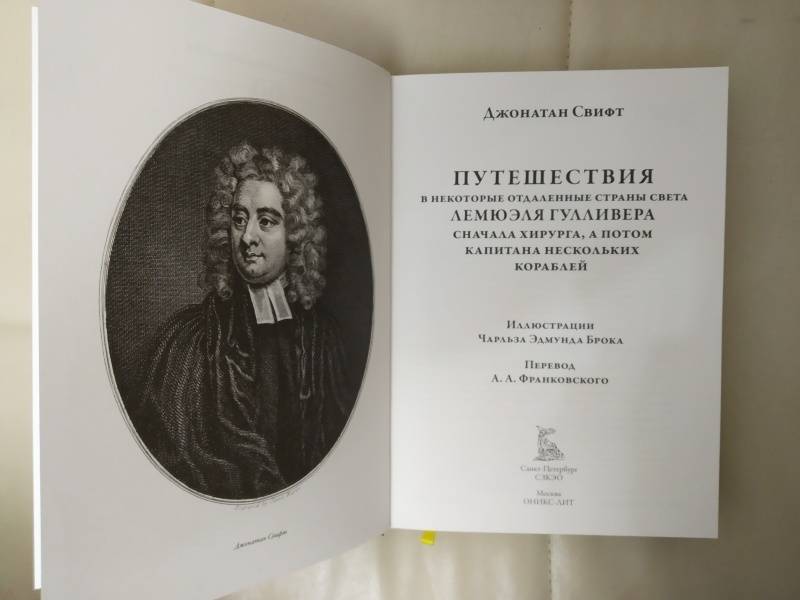 Джонатан Свифт
Джонатан Свифт
ПУТЕШЕСТВИЯ
В НЕКОТОРЫЕ ОТДАЛЕННЫЕ СТРАНЫ СВЕТА
ЛЕМЮЭЛЯ ГУЛЛИВЕРА
СНАЧАЛА ХИРУРГА, А ПОТОМ
КАПИТАНА НЕСКОЛЬКИХ
КОРАБЛЕЙ
Иллюстрации
Чарльза Эдмунда Брока
Перевод
А. А. Франковского
Санкт-Петербург
СЗКЭО
Москва
ОНИКС-ЛИТ